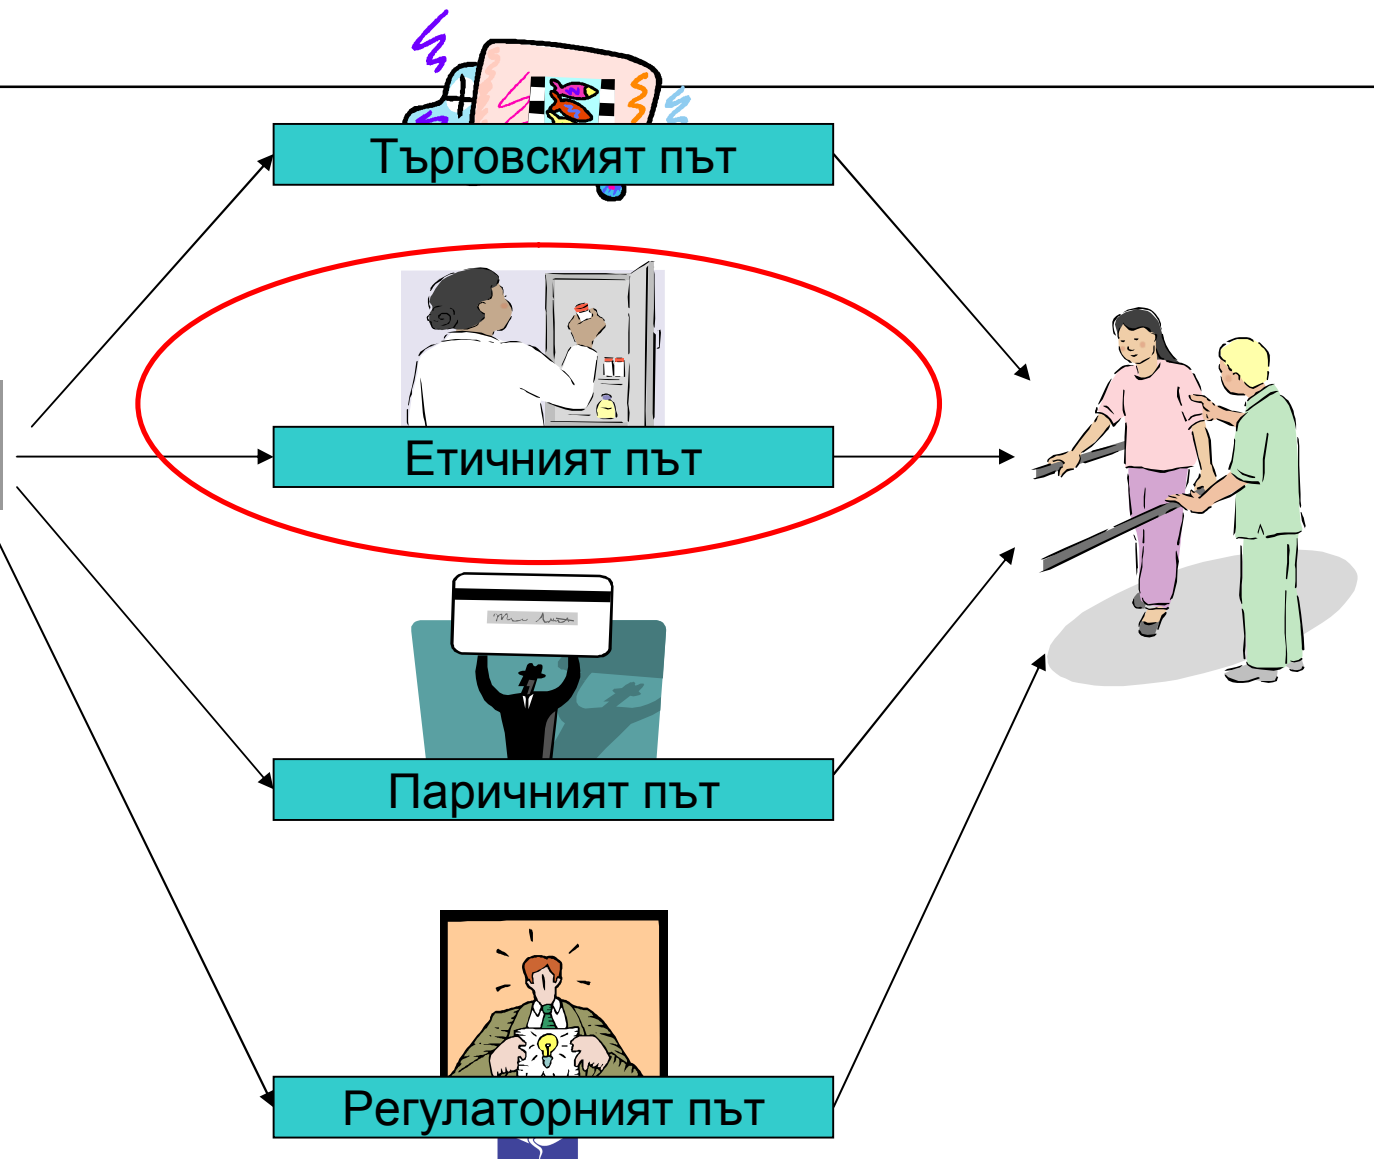 Търговският път
Етичният път
Паричният път
Регулаторният път